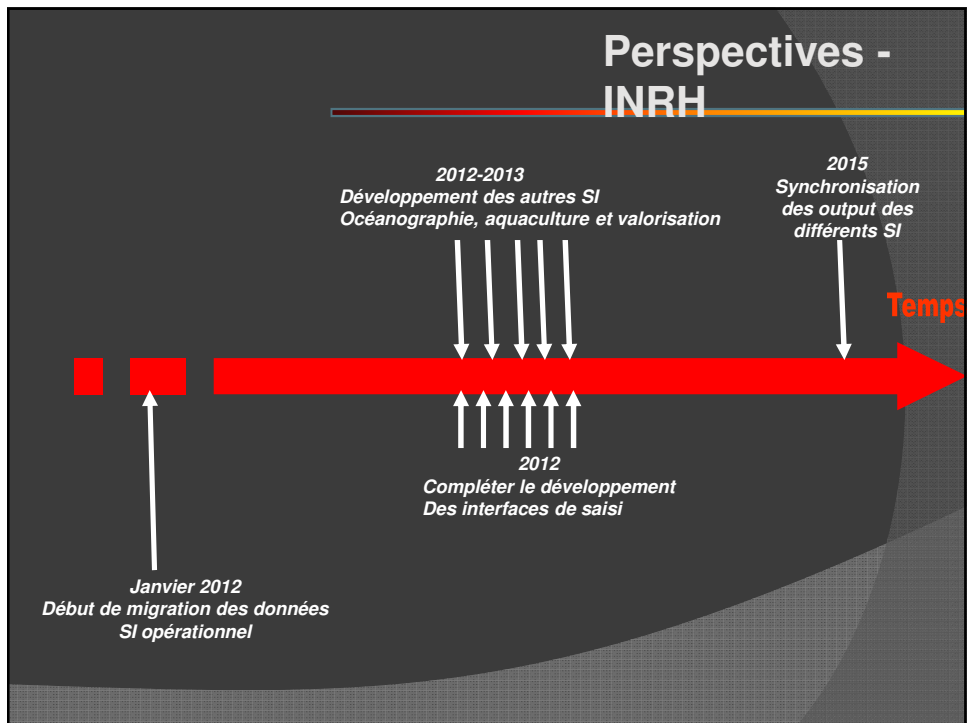 Perspectives -
INRH
2012-2013
Développement des autres SI
Océanographie, aquaculture et valorisation
2015
Synchronisation
des output des
différents SI
Temps
2012
Compléter le développement
Des interfaces de saisi
Janvier 2012
Début de migration des données
SI opérationnel